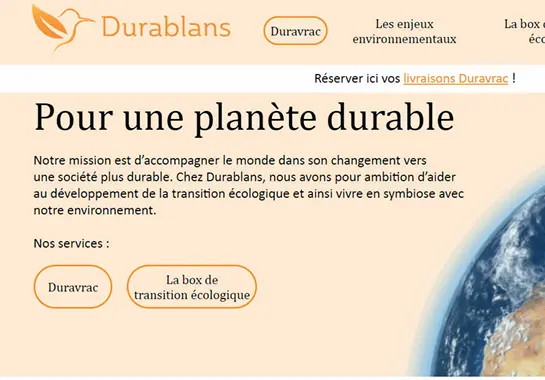 Durablans
Duravrac
Les enjeux
environnementaux
La box d
éco
Réserver ici vos livraisons Duravrac !
Pour une planète durable
Notre mission est d’accompagner le monde dans son changement vers
une société plus durable. Chez Durablans, nous avons pour ambition d’aider
au développement de la transition écologique et ainsi vivre en symbiose avec
notre environnement.
Nos services :
Duravrac
La box de
transition écologique